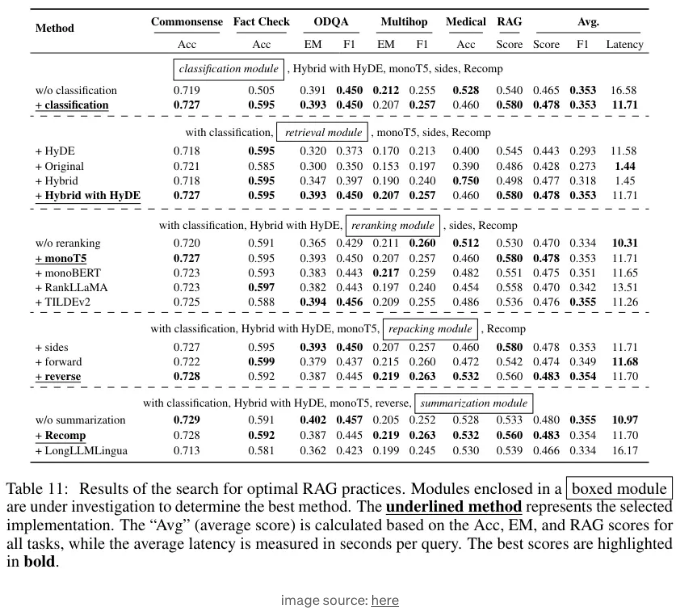 Method Commonsense Fact Check ODQA Multihop Medical RAG Avg.
Acc Acc EM F1 EM F1 Acc Score Score F1 Latency
classification module , Hybrid with HyDE, monoT5, sides, Recomp
w/o classification 0.719 0.505 0.391 0.450 0.212 0.255 0.528 0.540 0.465 0.353 16.58
+ classification 0.727 0.595 0.393 0.450 0.207 0.257 0.460 0.580 0.478 0.353 11.71
with classification, retrieval module , monoT5, sides, Recomp
+ HyDE 0.718 0.595 0.320 0.373 0.170 0.213 0.400 0.545 0.443 0.293 11.58
+ Original 0.721 0.585 0.300 0.350 0.153 0.197 0.390 0.486 0.428 0.273 1.44
+ Hybrid 0.718 0.595 0.347 0.397 0.190 0.240 0.750 0.498 0.477 0.318 1.45
+ Hybrid with HyDE 0.727 0.595 0.393 0.450 0.207 0.257 0.460 0.580 0.478 0.353 11.71
with classification, Hybrid with HyDE, reranking module , sides, Recomp
w/o reranking 0.720 0.591 0.365 0.429 0.211 0.260 0.512 0.530 0.470 0.334 10.31
+ monoT5 0.727 0.595 0.393 0.450 0.207 0.257 0.460 0.580 0.478 0.353 11.71
+ monoBERT 0.723 0.593 0.383 0.443 0.217 0.259 0.482 0.551 0.475 0.351 11.65
+ RankLLaMA 0.723 0.597 0.382 0.443 0.197 0.240 0.454 0.558 0.470 0.342 13.51
+ TILDEv2 0.725 0.588 0.394 0.456 0.209 0.255 0.486 0.536 0.476 0.355 11.26
with classification, Hybrid with HyDE, monoT5, repacking module , Recomp
+ sides 0.727 0.595 0.393 0.450 0.207 0.257 0.460 0.580 0.478 0.353 11.71
+ forward 0.722 0.599 0.379 0.437 0.215 0.260 0.472 0.542 0.474 0.349 11.68
+ reverse 0.728 0.592 0.387 0.445 0.219 0.263 0.532 0.560 0.483 0.354 11.70
with classification, Hybrid with HyDE, monoT5, reverse, summarization module
w/o summarization 0.729 0.591 0.402 0.457 0.205 0.252 0.528 0.533 0.480 0.355 10.97
+ Recomp 0.728 0.592 0.387 0.445 0.219 0.263 0.532 0.560 0.483 0.354 11.70
+ LongLLMLingua 0.713 0.581 0.362 0.423 0.199 0.245 0.530 0.539 0.466 0.334 16.17
Table 11: Results of the search for optimal RAG practices. Modules enclosed in a boxed module
are under investigation to determine the best method. The underlined method represents the selected
implementation. The “Avg” (average score) is calculated based on the Acc, EM, and RAG scores for
all tasks, while the average latency is measured in seconds per query. The best scores are highlighted
in bold.
image source: here